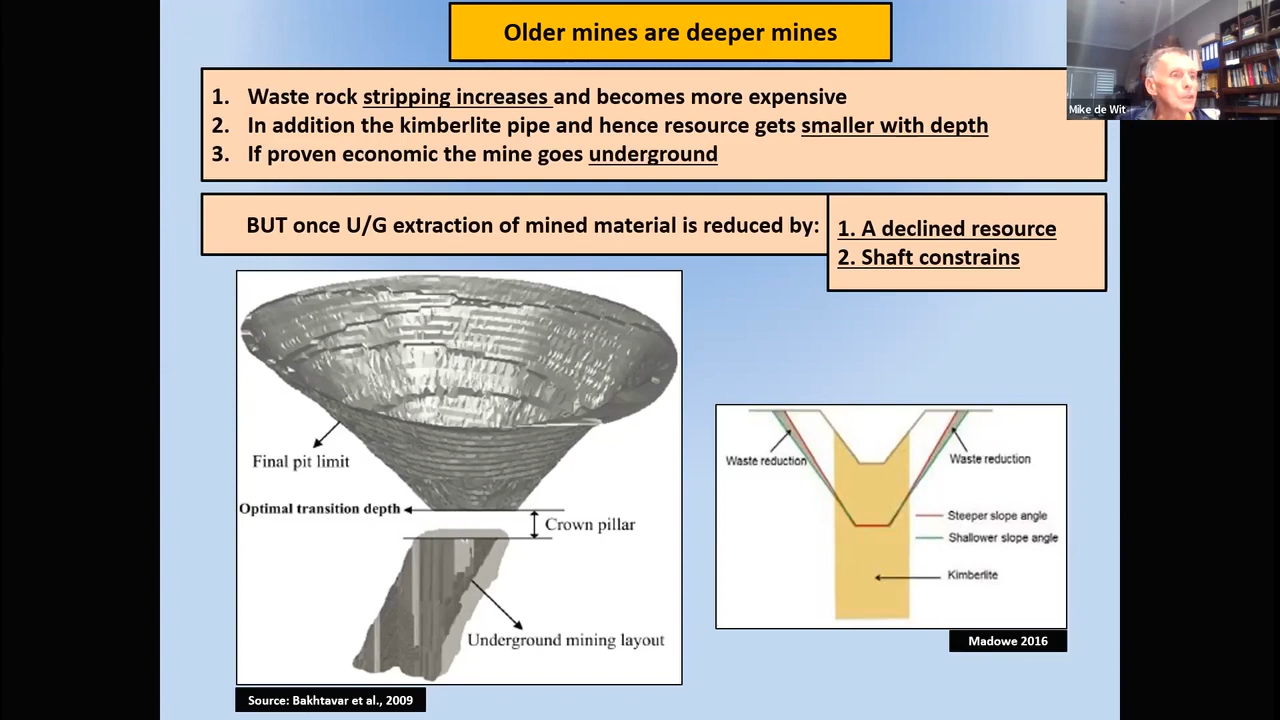 Older mines are deeper mines
Mike de Wit
1. Waste rock stripping increases and becomes more expensive
2. In addition the kimberlite pipe and hence resource gets smaller with depth
3. If proven economic the mine goes underground
BUT once U/G extraction of mined material is reduced by:
1. A declined resource
2. Shaft constrains
Final pit limit
Optimal transition depth
Crown pillar
Underground mining layout
Source: Bakhtavar et al., 2009
Waste reduction
Waste reduction
Steeper slope angle
Shallower slope angle
Kimberlite
Madowe 2016